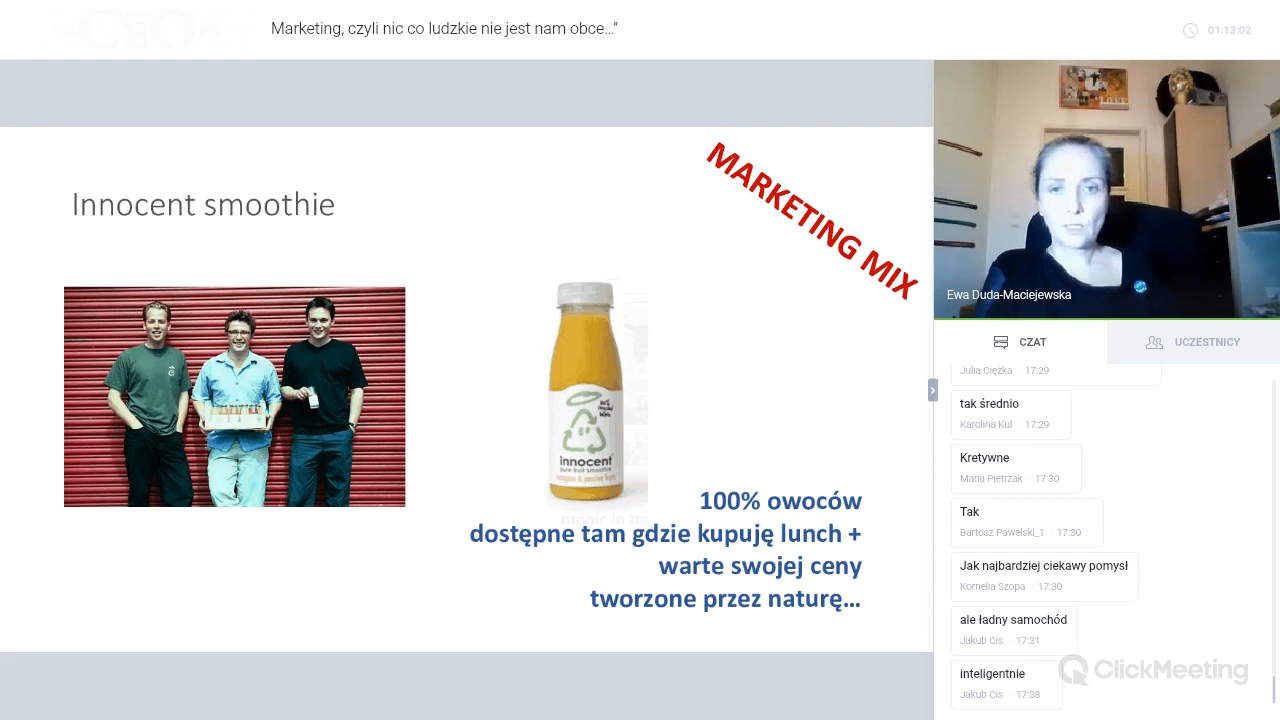 Marketing, czyli nic co ludzkie nie jest nam obce...”
01:13:02
Innocent smoothie
MARKETING MIX
innocent
pure fruit smoothie
100% owoców
dostępne tam gdzie kupuję lunch +
warte swojej ceny
tworzone przez naturę...
Ewa Duda-Maciejewska
CZAT
UCZESTNICY
Julia Ciężka 17:29
tak średnio
Karolina Kul 17:29
Kretywne
Maria Pietrzak 17:30
Tak
Bartosz Pawelski_1 17:30
Jak najbardziej ciekawy pomysł
Kornelia Szopa 17:30
ale ładny samochód
Jakub Cis 17:31
inteligentnie
Jakub Cis 17:38
ClickMeeting